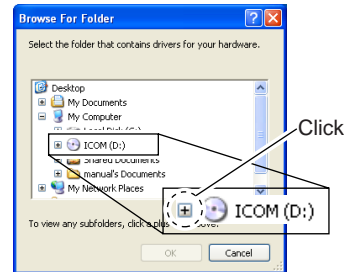 Browse For Folder
Select the folder that contains drivers for your hardware.
Desktop
My Documents
My Computer
ICOM (D:)
Shared Documents
manual's Documents
My Network Places
Click
ICOM (D:)
To view any subfolders, click a plus
OK
Cancel